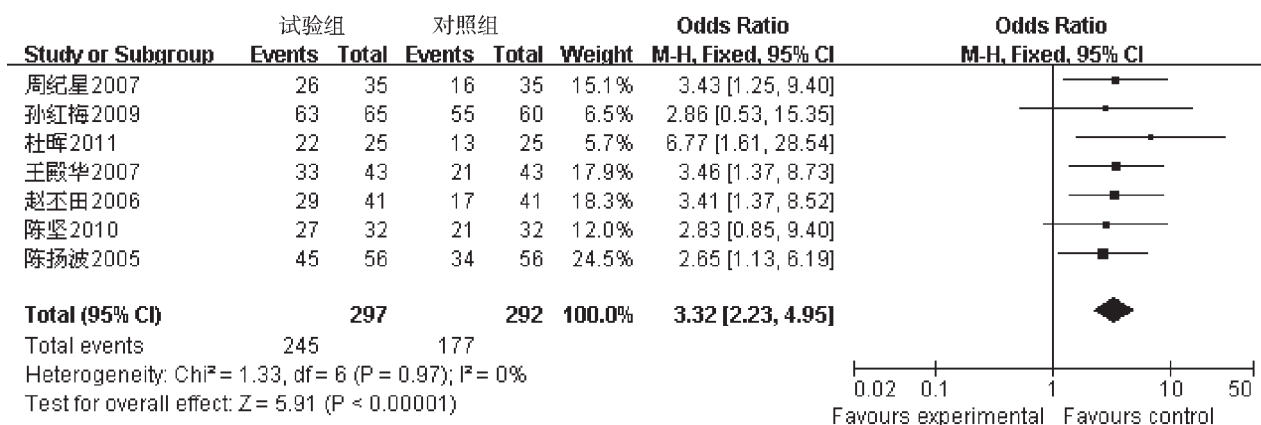 试验组 对照组 Odds Ratio Odds Ratio
Study or Subgroup Events Total Events Total Weight M-H, Fixed, 95% CI M-H, Fixed, 95% CI
周纪星2007 26 35 16 35 15.1% 3.43 [1.25, 9.40]
孙红梅2009 63 65 55 60 6.5% 2.86 [0.53, 15.35]
杜晖2011 22 25 13 25 5.7% 6.77 [1.61, 28.54]
王殿华2007 33 43 21 43 17.9% 3.46 [1.37, 8.73]
赵丕田2006 29 41 17 41 18.3% 3.41 [1.37, 8.52]
陈坚2010 27 32 21 32 12.0% 2.83 [0.85, 9.40]
陈扬波2005 45 56 34 56 24.5% 2.65 [1.13, 6.19]
Total (95% CI) 297 292 100.0% 3.32 [2.23, 4.95]
Total events 245 177
Heterogeneity: Chi² = 1.33, df = 6 (P = 0.97); I² = 0%
Test for overall effect: Z = 5.91 (P < 0.00001)
0.02 0.1 1 10 50
Favours experimental Favours control